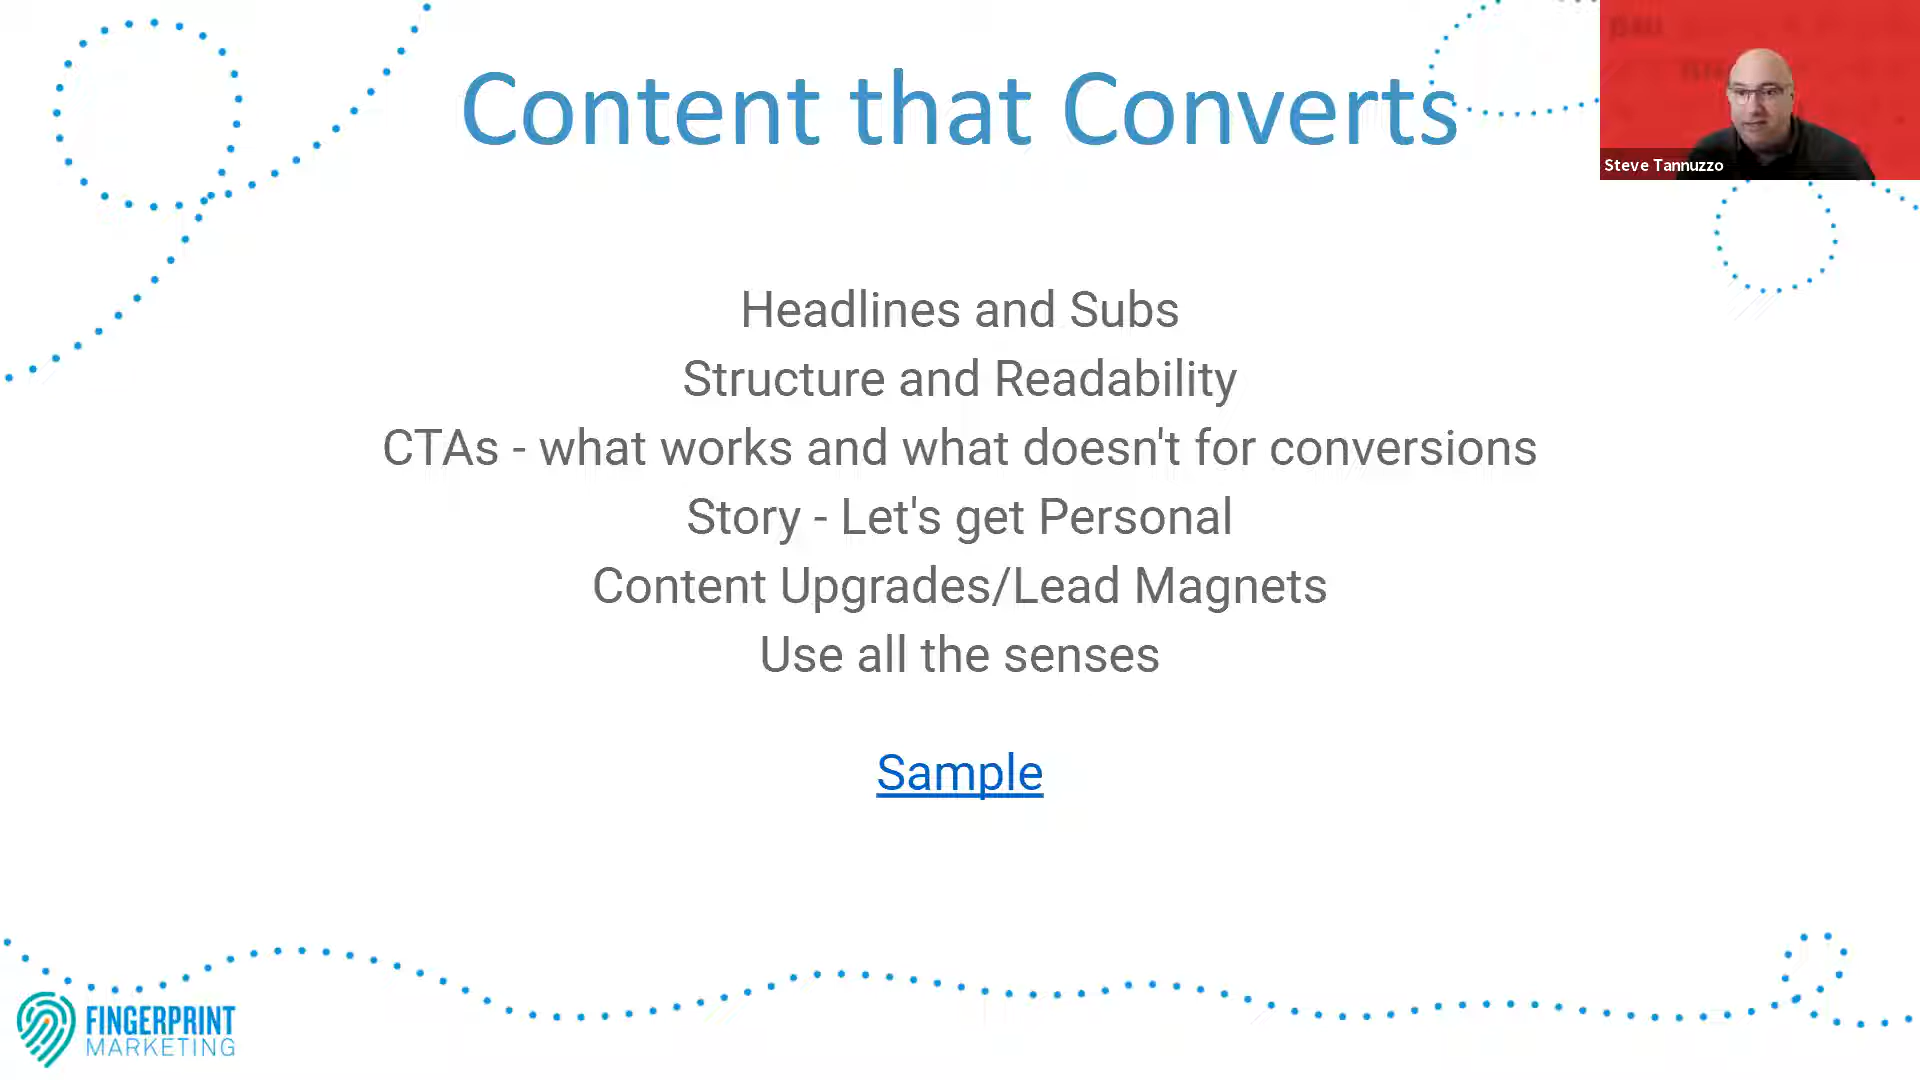 Content that Converts
Steve Tannuzzo
Headlines and Subs
Structure and Readability
CTAs - what works and what doesn't for conversions
Story - Let's get Personal
Content Upgrades/Lead Magnets
Use all the senses
Sample
FINGERPRINT
MARKETING